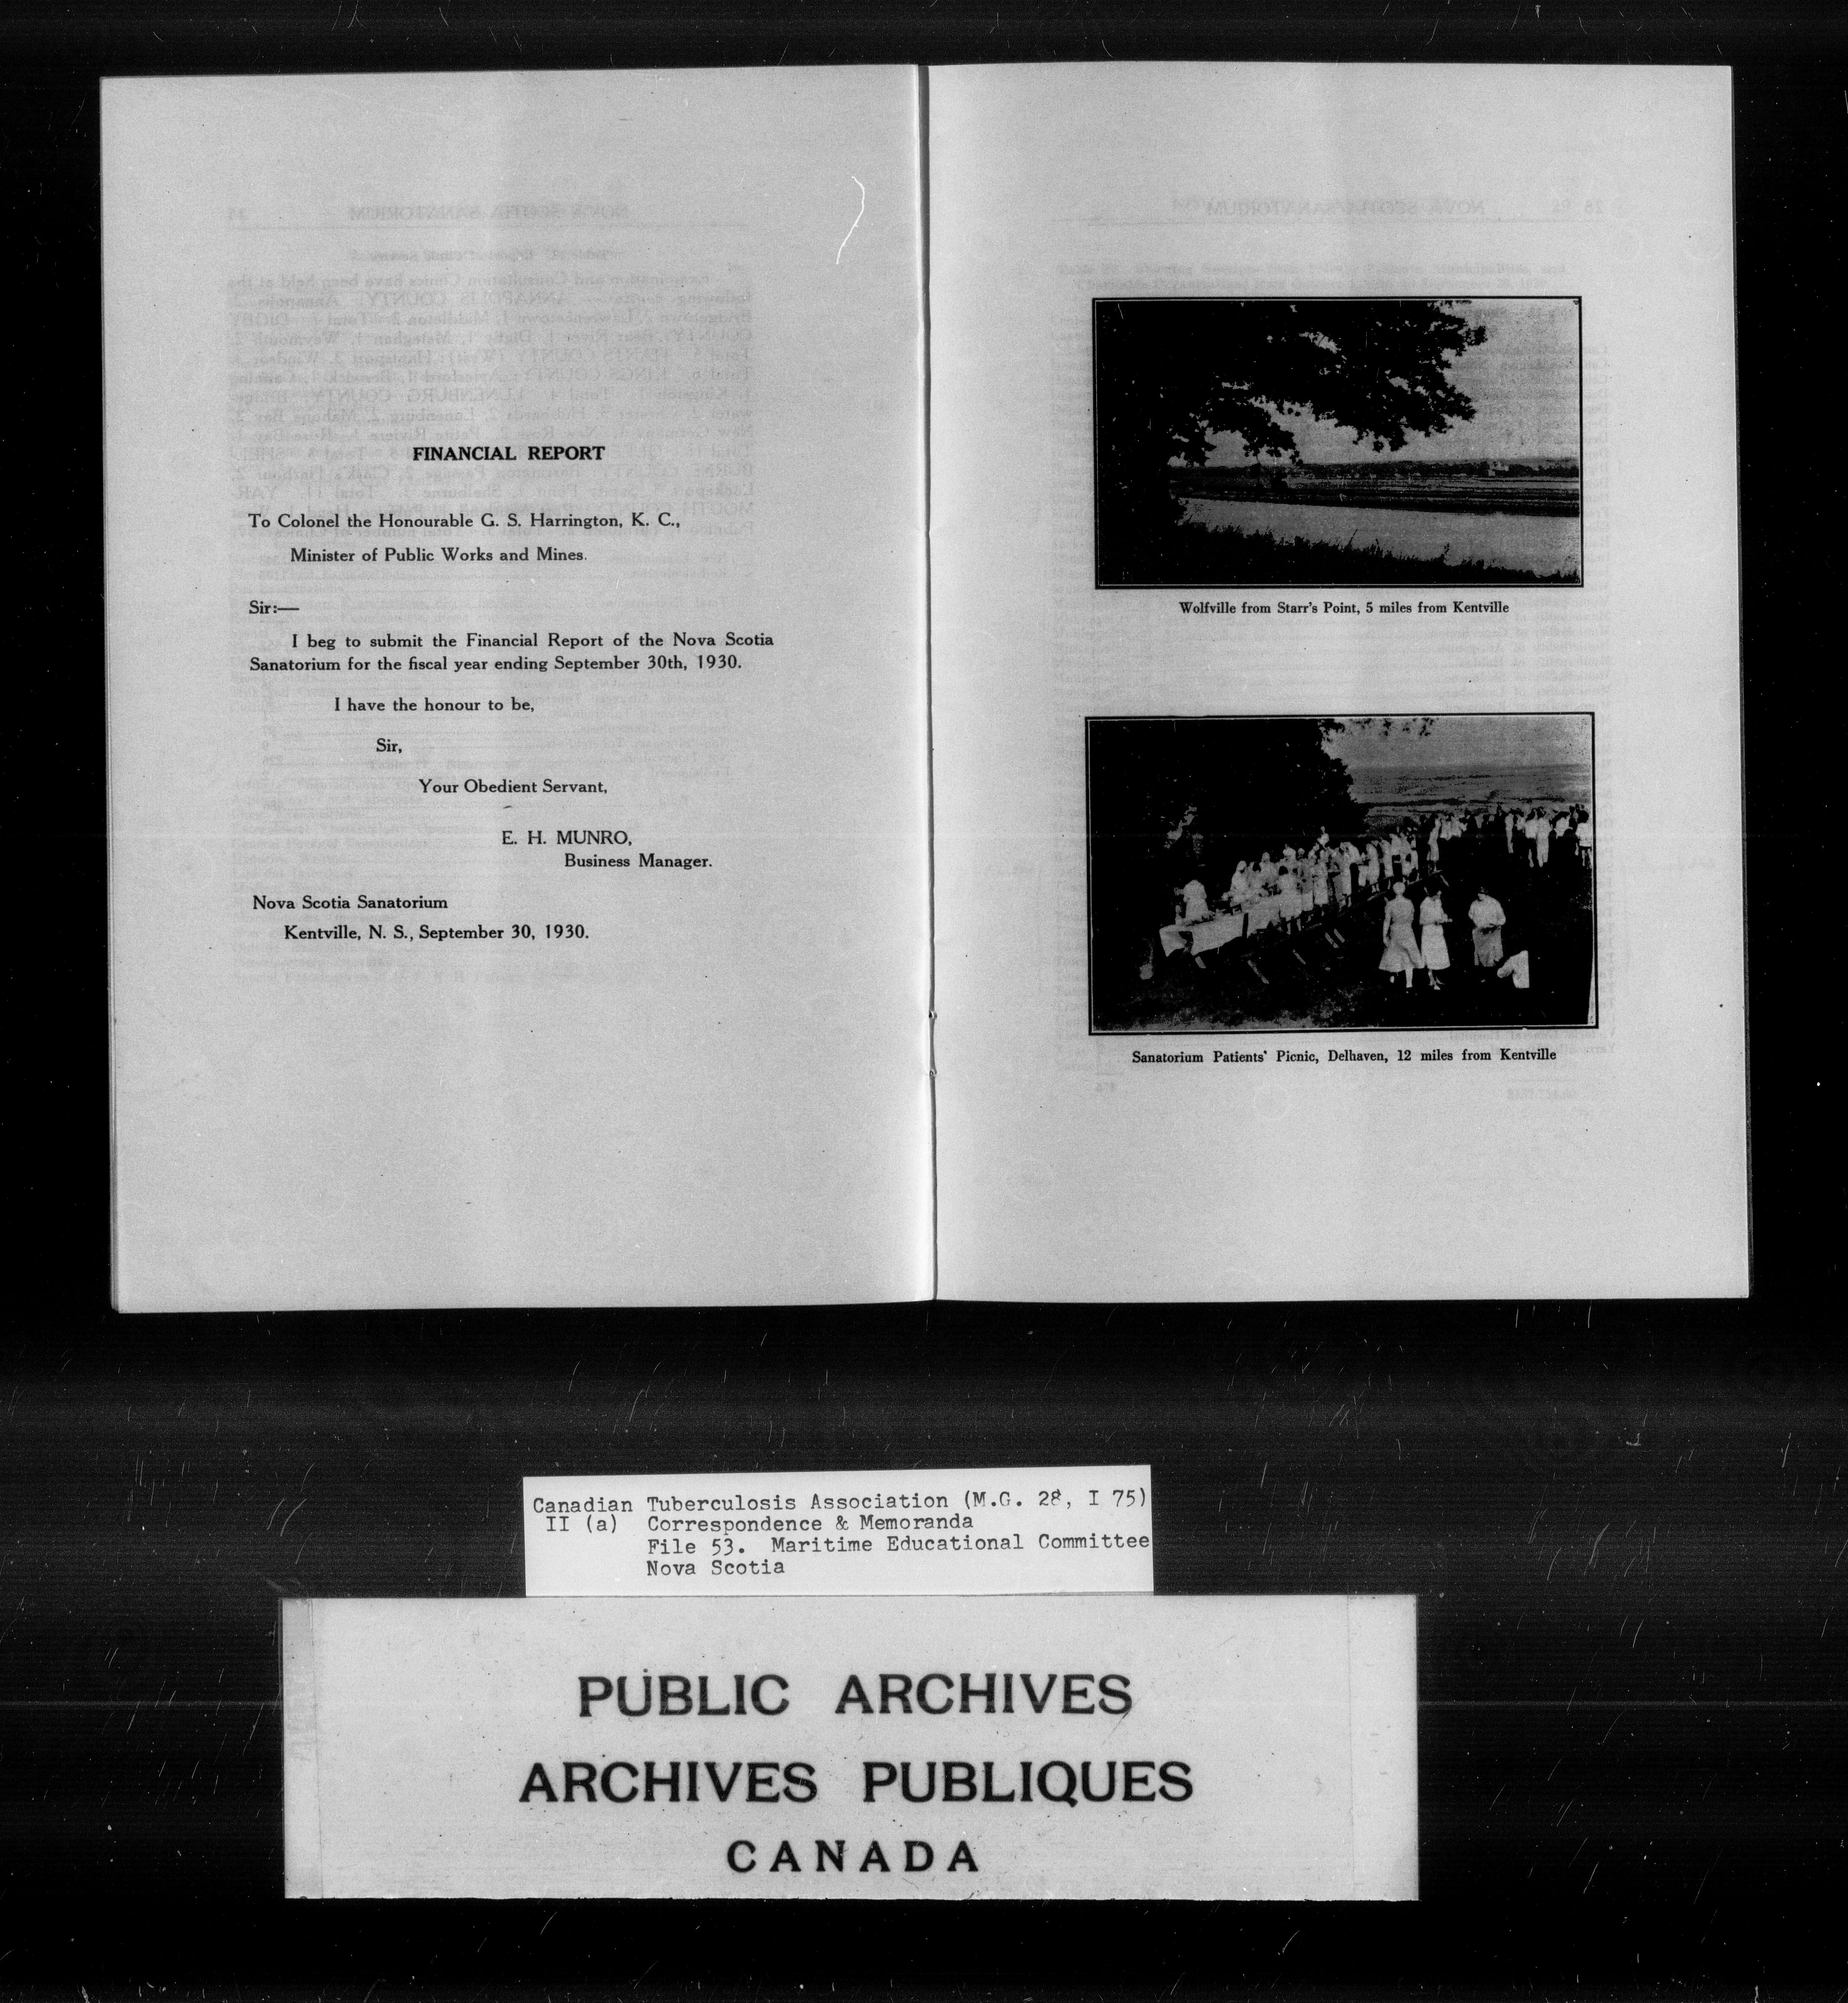 FINANCIAL REPORT
To Colonel the Honourable G. S. Harrington, K. C.,
Minister of Public Works and Mines.
Sir:—
I beg to submit the Financial Report of the Nova Scotia
Sanatorium for the fiscal year ending September 30th, 1930.
I have the honour to be,
Sir,
Your Obedient Servant,
E. H. MUNRO,
Business Manager.
Nova Scotia Sanatorium
Kentville, N. S., September 30, 1930.
Wolfville from Starr's Point, 5 miles from Kentville
Sanatorium Patients' Picnic, Delhaven, 12 miles from Kentville
Canadian Tuberculosis Association (M.G. 28, I 75)
II (a) Correspondence & Memoranda
File 53. Maritime Educational Committee
Nova Scotia
PUBLIC ARCHIVES
ARCHIVES PUBLIQUES
CANADA